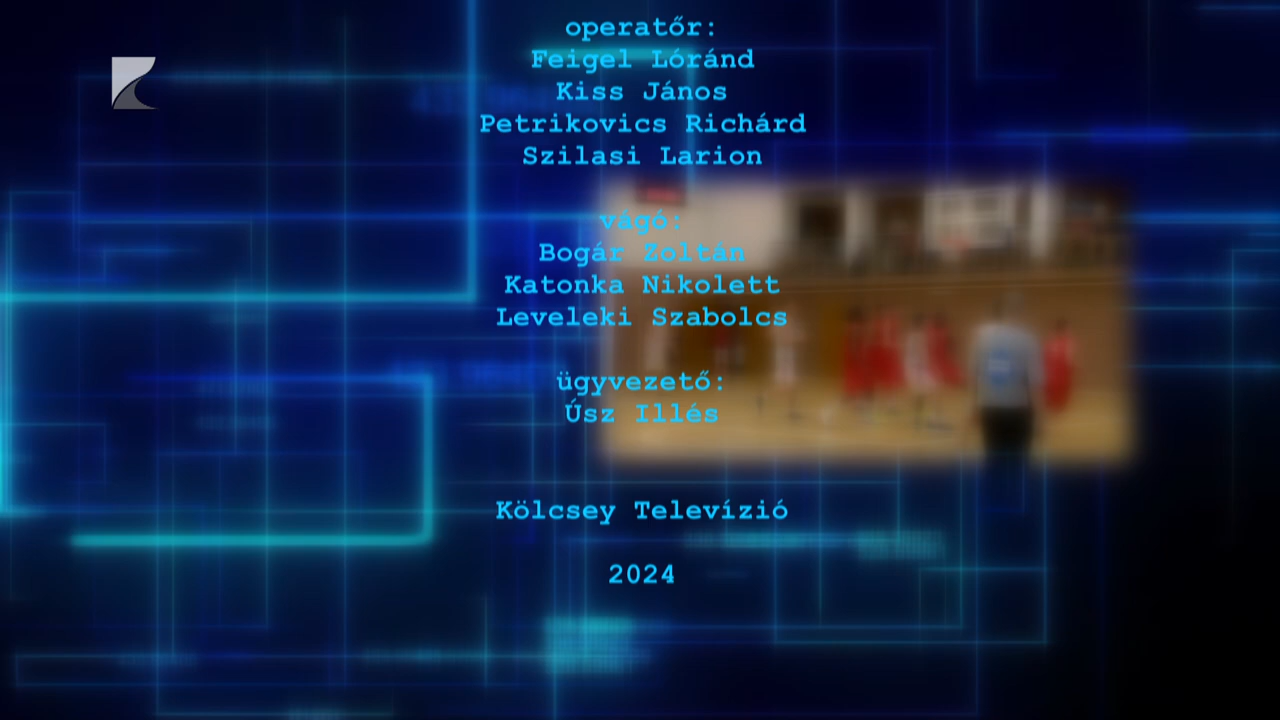 operatőr:
Feigel Lóránd
Kiss János
Petrikovics Richárd
Szilasi Larion
vágó:
Bogár Zoltán
Katonka Nikolett
Leveleki Szabolcs
ügyvezető:
Úsz Illés
Kölcsey Televízió
2024